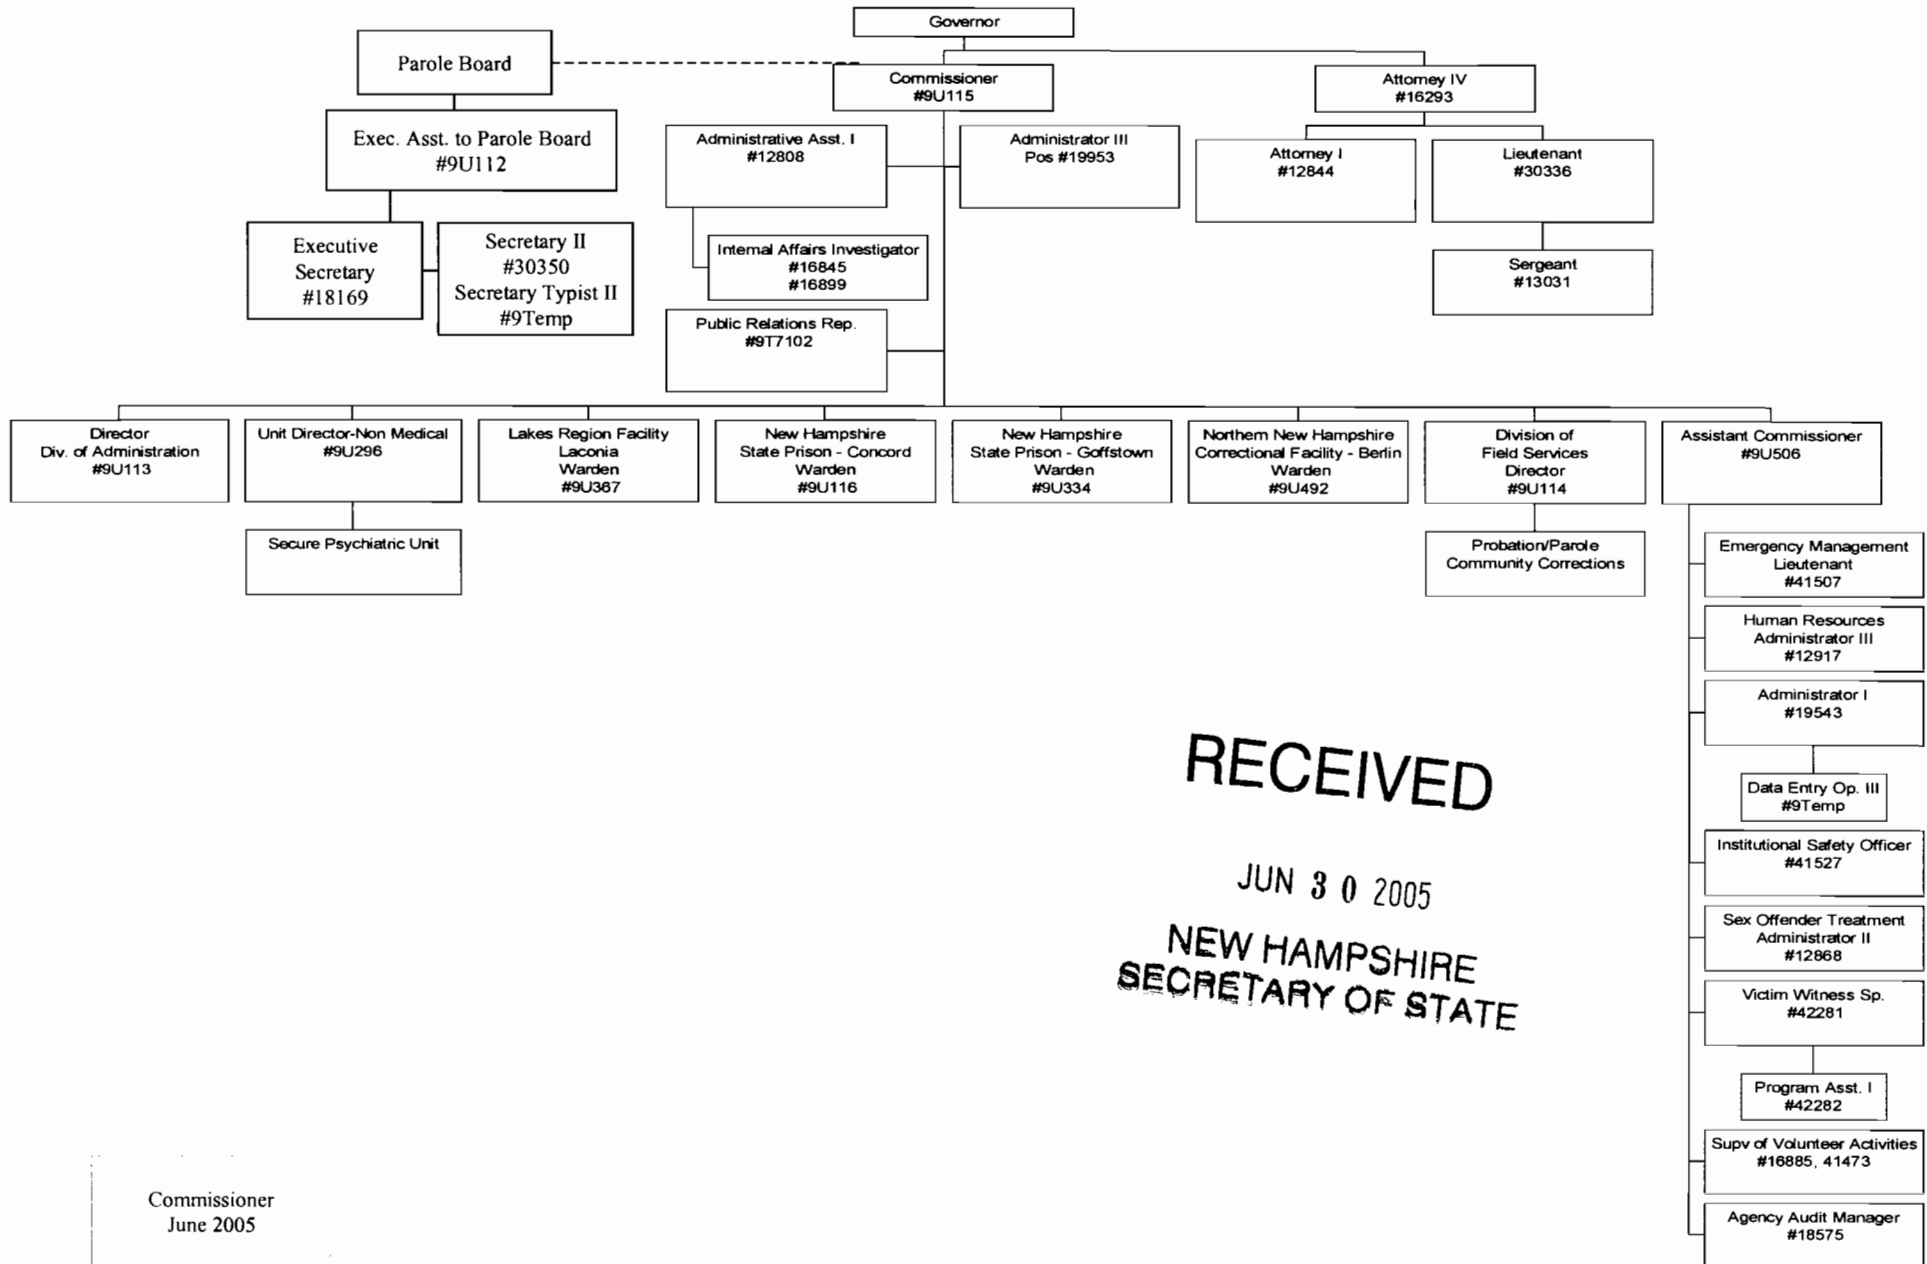 Governor
Parole Board
Commissioner
#9U115
Attorney IV
#16293
Exec. Asst. to Parole Board
#9U112
Administrative Asst. I
#12808
Administrator III
Pos #19953
Attorney I
#12844
Lieutenant
#30336
Executive
Secretary
#18169
Secretary II
#30350
Secretary Typist II
#9Temp
Internal Affairs Investigator
#16845
#16899
Sergeant
#13031
Public Relations Rep.
#9T7102
Director
Div. of Administration
#9U113
Unit Director-Non Medical
#9U296
Lakes Region Facility
Laconia
Warden
#9U367
New Hampshire
State Prison - Concord
Warden
#9U116
New Hampshire
State Prison - Goffstown
Warden
#9U334
Northern New Hampshire
Correctional Facility - Berlin
Warden
#9U492
Division of
Field Services
Director
#9U114
Assistant Commissioner
#9U506
Secure Psychiatric Unit
Probation/Parole
Community Corrections
Emergency Management
Lieutenant
#41507
Human Resources
Administrator III
#12917
Administrator I
#19543
Data Entry Op. III
#9Temp
Institutional Safety Officer
#41527
Sex Offender Treatment
Administrator II
#12868
Victim Witness Sp.
#42281
Program Asst. I
#42282
Supv of Volunteer Activities
#16885, 41473
Agency Audit Manager
#18575
RECEIVED
JUN 30 2005
NEW HAMPSHIRE
SECRETARY OF STATE
Commissioner
June 2005